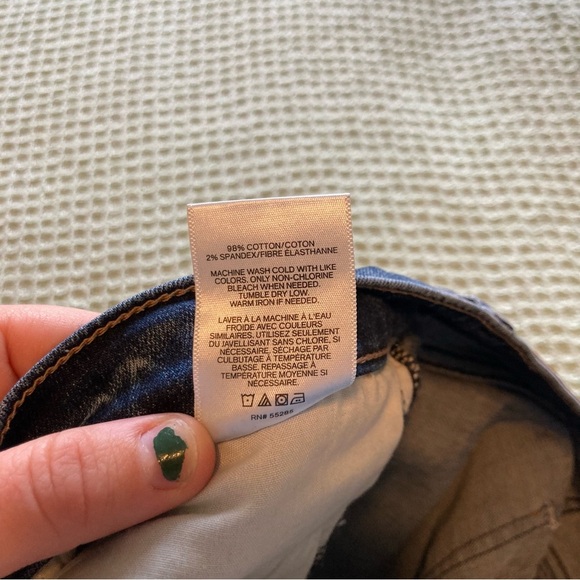 98% COTTON/COTON
2% SPANDEX/FIBRE ÉLASTHANNE
MACHINE WASH COLD WITH LIKE
COLORS. ONLY NON-CHLORINE
BLEACH WHEN NEEDED.
TUMBLE DRY LOW.
WARM IRON IF NEEDED.
LAVER À LA MACHINE À L'EAU
FROIDE AVEC COULEURS
SIMILAIRES. UTILISEZ SEULEMENT
DU JAVELLISANT SANS CHLORE, SI
NÉCESSAIRE. SÉCHAGE PAR
CULBUTAGE À TEMPÉRATURE
BASSE. REPASSAGE À
TEMPÉRATURE MOYENNE SI
NÉCESSAIRE.
RN#